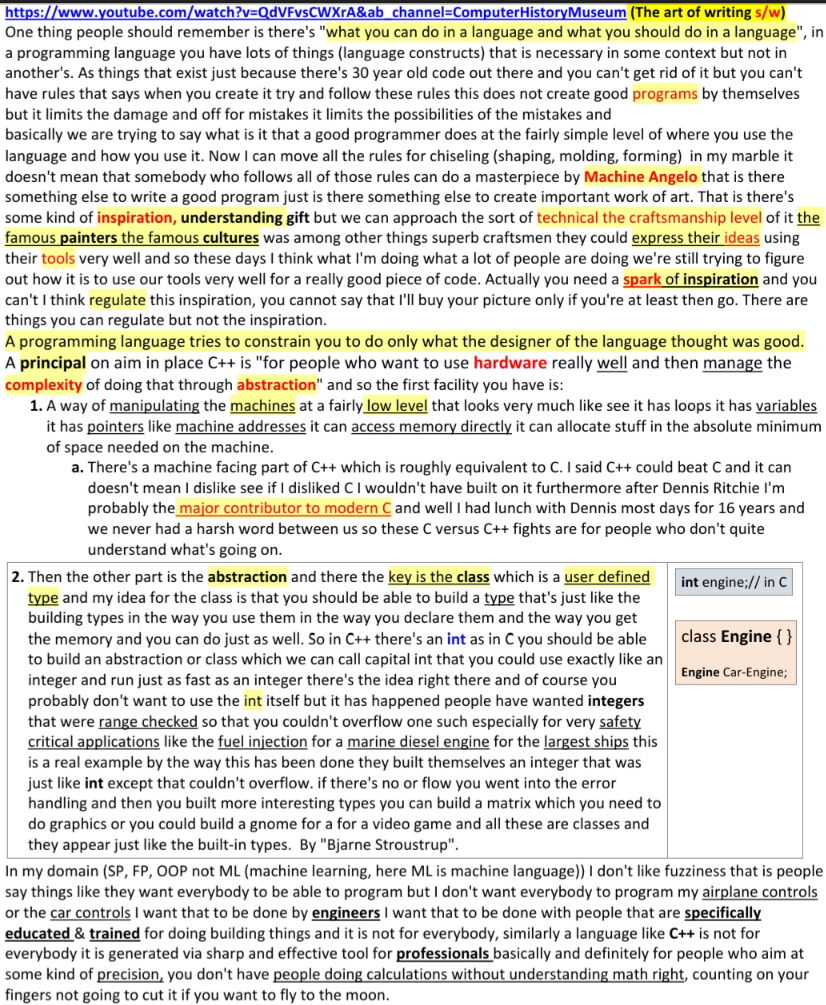 https://www.youtube.com/watch?v=QdVFvsCWXrA&ab_channel=ComputerHistoryMuseum (The art of writing s/w)
One thing people should remember is there's "what you can do in a language and what you should do in a language", in
a programming language you have lots of things (language constructs) that is necessary in some context but not in
another's. As things that exist just because there's 30 year old code out there and you can't get rid of it but you can't
have rules that says when you create it try and follow these rules this does not create good programs by themselves
but it limits the damage and off for mistakes it limits the possibilities of the mistakes and
basically we are trying to say what is it that a good programmer does at the fairly simple level of where you use the
language and how you use it. Now I can move all the rules for chiseling (shaping, molding, forming) in my marble it
doesn't mean that somebody who follows all of those rules can do a masterpiece by Machine Angelo that is there
something else to write a good program just is there something else to create important work of art. That is there's
some kind of inspiration, understanding gift but we can approach the sort of technical the craftsmanship level of it the
famous painters the famous cultures was among other things superb craftsmen they could express their ideas using
their tools very well and so these days I think what I'm doing what a lot of people are doing we're still trying to figure
out how it is to use our tools very well for a really good piece of code. Actually you need a spark of inspiration and you
can't I think regulate this inspiration, you cannot say that I'll buy your picture only if you're at least then go. There are
things you can regulate but not the inspiration.
A programming language tries to constrain you to do only what the designer of the language thought was good.
A principal on aim in place C++ is "for people who want to use hardware really well and then manage the
complexity of doing that through abstraction" and so the first facility you have is:
1. A way of manipulating the machines at a fairly low level that looks very much like see it has loops it has variables
it has pointers like machine addresses it can access memory directly it can allocate stuff in the absolute minimum
of space needed on the machine.
a. There's a machine facing part of C++ which is roughly equivalent to C. I said C++ could beat C and it can
doesn't mean I dislike see if I disliked C I wouldn't have built on it furthermore after Dennis Ritchie I'm
probably the major contributor to modern C and well I had lunch with Dennis most days for 16 years and
we never had a harsh word between us so these C versus C++ fights are for people who don't quite
understand what's going on.
2. Then the other part is the abstraction and there the key is the class which is a user defined
type and my idea for the class is that you should be able to build a type that's just like the
building types in the way you use them in the way you declare them and the way you get
the memory and you can do just as well. So in C++ there's an int as in C you should be able
to build an abstraction or class which we can call capital int that you could use exactly like an
integer and run just as fast as an integer there's the idea right there and of course you
probably don't want to use the int itself but it has happened people have wanted integers
that were range checked so that you couldn't overflow one such especially for very safety
critical applications like the fuel injection for a marine diesel engine for the largest ships this
is a real example by the way this has been done they built themselves an integer that was
just like int except that couldn't overflow. if there's no or flow you went into the error
handling and then you built more interesting types you can build a matrix which you need to
do graphics or you could build a gnome for a for a video game and all these are classes and
they appear just like the built-in types. By "Bjarne Stroustrup".
int engine;// in C
class Engine { }
Engine Car-Engine;
In my domain (SP, FP, OOP not ML (machine learning, here ML is machine language)) I don't like fuzziness that is people
say things like they want everybody to be able to program but I don't want everybody to program my airplane controls
or the car controls I want that to be done by engineers I want that to be done with people that are specifically
educated & trained for doing building things and it is not for everybody, similarly a language like C++ is not for
everybody it is generated via sharp and effective tool for professionals basically and definitely for people who aim at
some kind of precision, you don't have people doing calculations without understanding math right, counting on your
fingers not going to cut it if you want to fly to the moon.